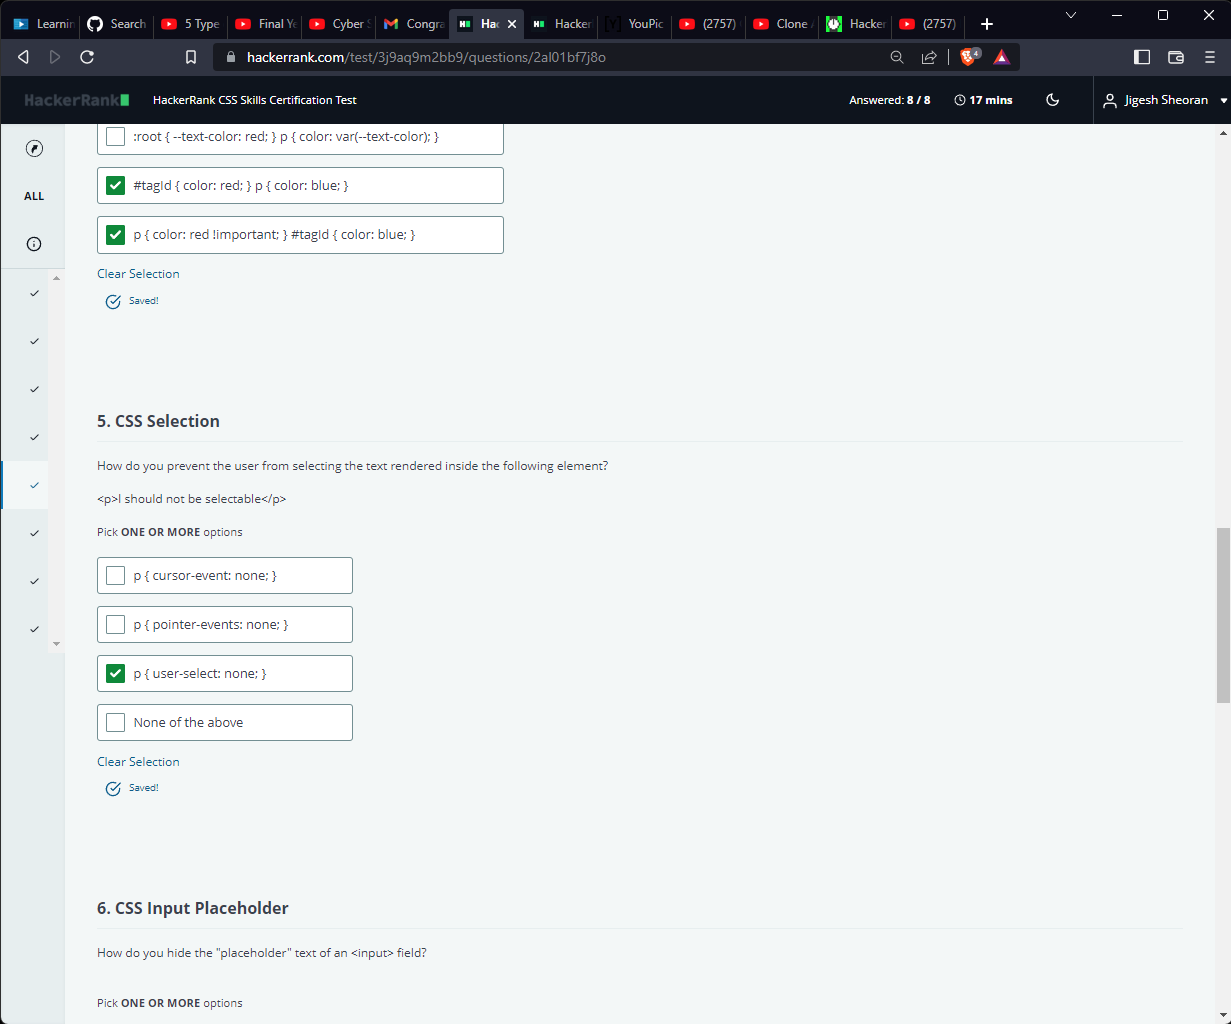 Learnin
Search
5 Type
Final Ye
Cyber S
Congra
Hac
Hacker
YouPic
(2757)
Clone A
Hacker
(2757)
hackerrank.com/test/3j9aq9m2bb9/questions/2al01bf7j8o
4
HackerRank
HackerRank CSS Skills Certification Test
Answered: 8 / 8
17 mins
Jigesh Sheoran
ALL
:root { --text-color: red; } p { color: var(--text-color); }
#tagId { color: red; } p { color: blue; }
p { color: red !important; } #tagId { color: blue; }
Clear Selection
Saved!
5. CSS Selection
How do you prevent the user from selecting the text rendered inside the following element?
<p>I should not be selectable</p>
Pick ONE OR MORE options
p { cursor-event: none; }
p { pointer-events: none; }
p { user-select: none; }
None of the above
Clear Selection
Saved!
6. CSS Input Placeholder
How do you hide the "placeholder" text of an <input> field?
Pick ONE OR MORE options